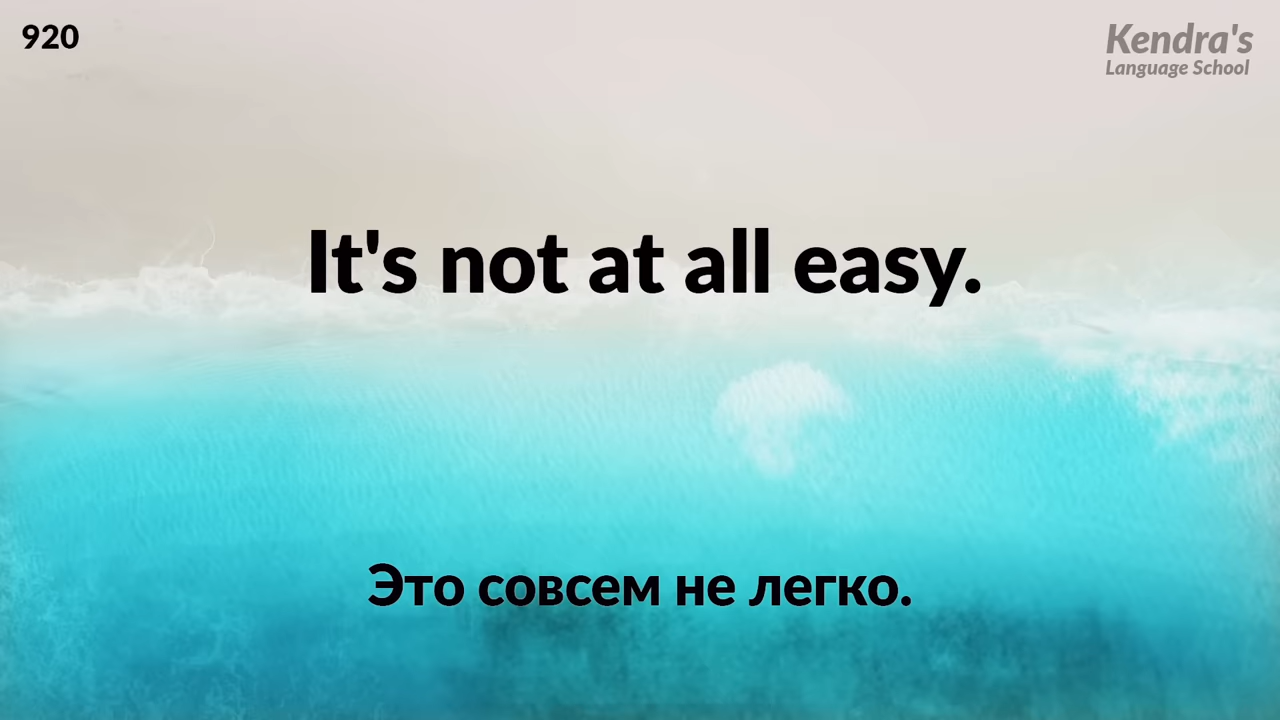 920
Kendra's
Language School
It's not at all easy.
Это совсем не легко.